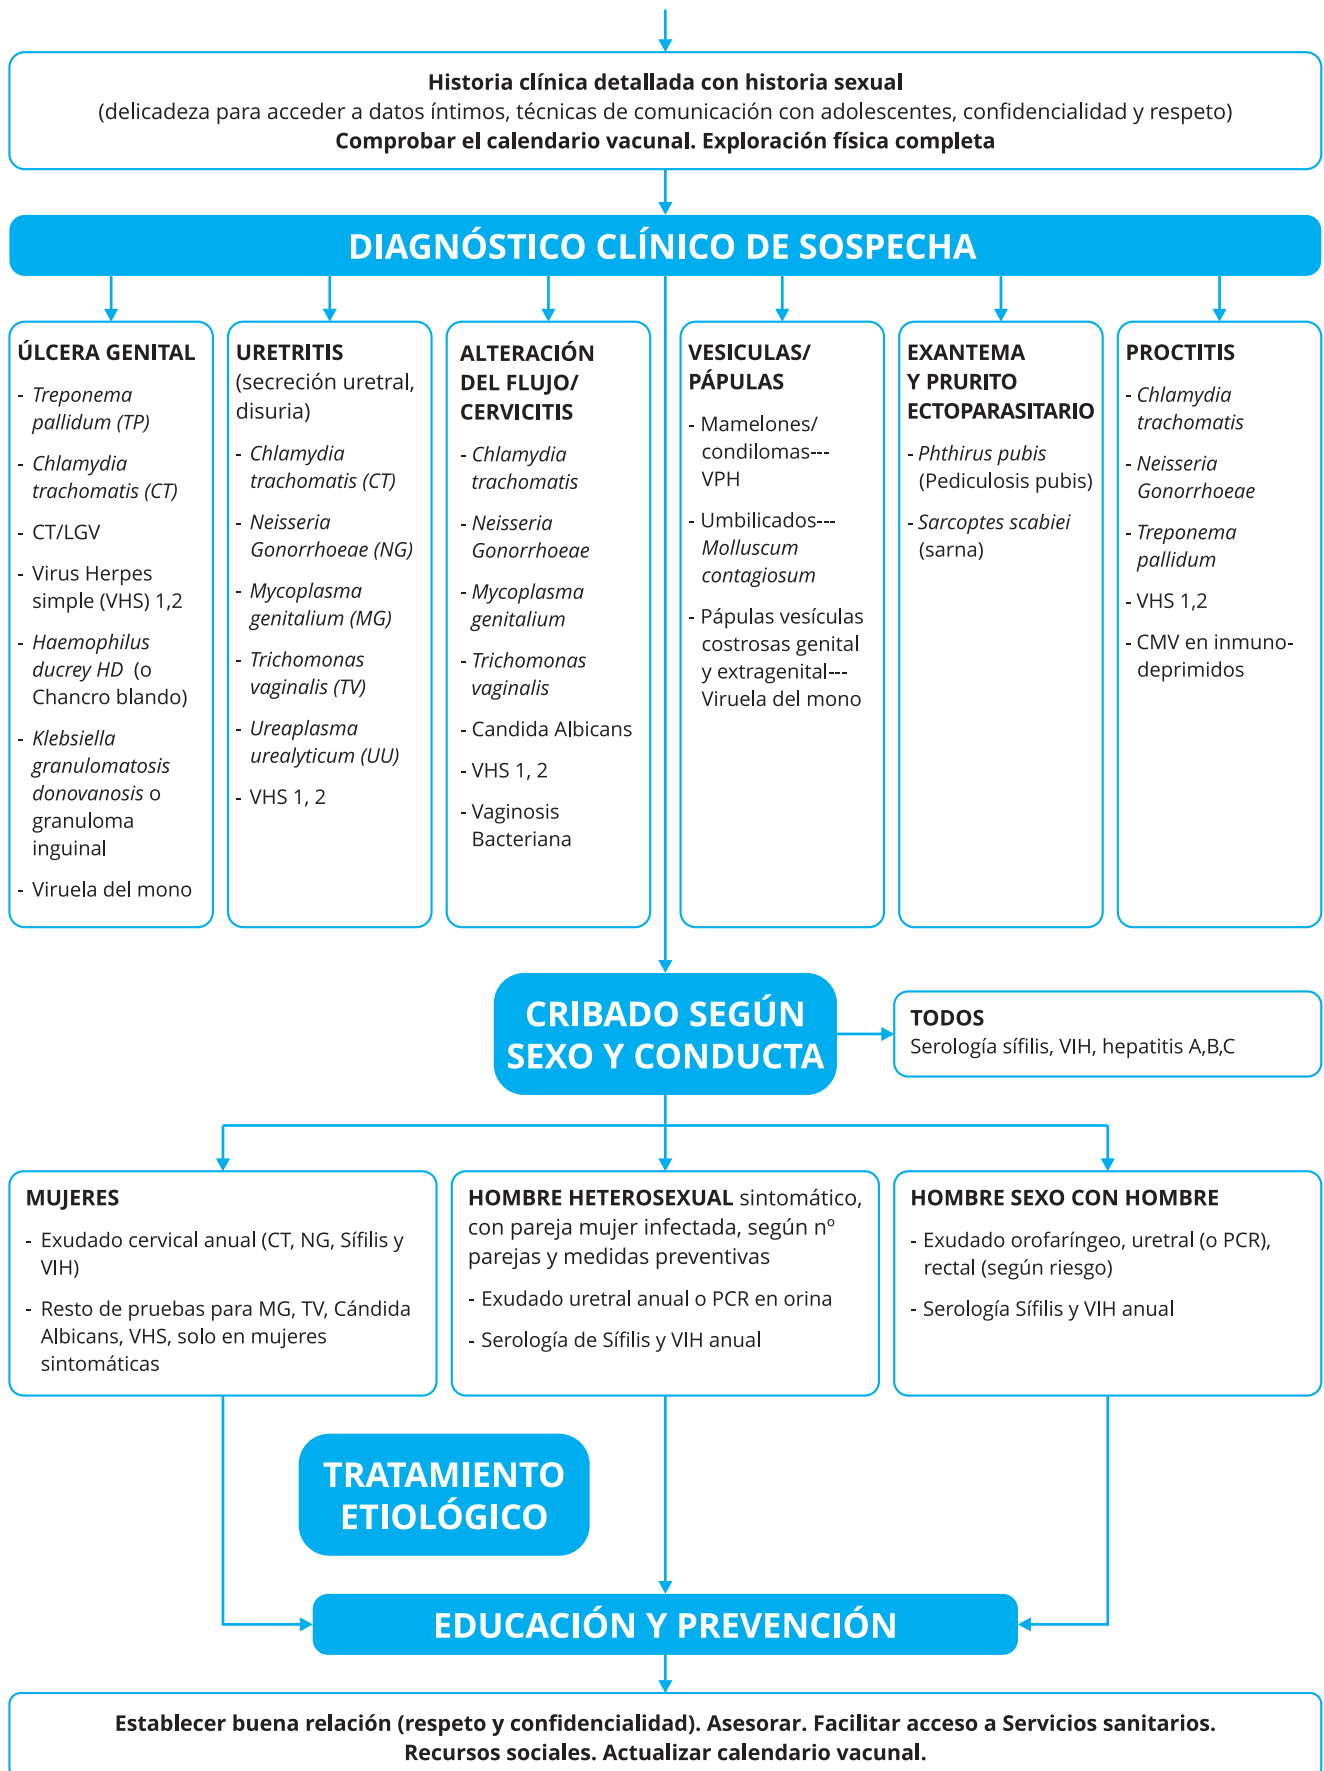 Historia clínica detallada con historia sexual
(delicadeza para acceder a datos íntimos, técnicas de comunicación con adolescentes, confidencialidad y respeto)
Comprobar el calendario vacunal. Exploración física completa
DIAGNÓSTICO CLÍNICO DE SOSPECHA
ÚLCERA GENITAL
- Treponema
pallidum (TP)
- Chlamydia
trachomatis (CT)
- CT/LGV
- Virus Herpes
simple (VHS) 1,2
- Haemophilus
ducrey HD (o
Chancro blando)
- Klebsiella
granulomatosis
donovanosis o
granuloma
inguinal
- Viruela del mono
URETRITIS
(secreción uretral,
disuria)
- Chlamydia
trachomatis (CT)
- Neisseria
Gonorrhoeae (NG)
- Mycoplasma
genitalium (MG)
- Trichomonas
vaginalis (TV)
- Ureaplasma
urealyticum (UU)
- VHS 1, 2
ALTERACIÓN
DEL FLUJO/
CERVICITIS
- Chlamydia
trachomatis
- Neisseria
Gonorrhoeae
- Mycoplasma
genitalium
- Trichomonas
vaginalis
- Candida Albicans
- VHS 1, 2
- Vaginosis
Bacteriana
VESICULAS/
PÁPULAS
- Mamelones/
condilomas---
VPH
- Umbilicados---
Molluscum
contagiosum
- Pápulas vesículas
costrosas genital
y extragenital---
Viruela del mono
EXANTEMA
Y PRURITO
ECTOPARASITARIO
- Phthirus pubis
(Pediculosis pubis)
- Sarcoptes scabiei
(sarna)
PROCTITIS
- Chlamydia
trachomatis
- Neisseria
Gonorrhoeae
- Treponema
pallidum
- VHS 1,2
- CMV en inmuno-
deprimidos
CRIBADO SEGÚN
SEXO Y CONDUCTA
TODOS
Serología sífilis, VIH, hepatitis A,B,C
MUJERES
- Exudado cervical anual (CT, NG, Sífilis y
VIH)
- Resto de pruebas para MG, TV, Cándida
Albicans, VHS, solo en mujeres
sintomáticas
HOMBRE HETEROSEXUAL sintomático,
con pareja mujer infectada, según nº
parejas y medidas preventivas
- Exudado uretral anual o PCR en orina
- Serología de Sífilis y VIH anual
HOMBRE SEXO CON HOMBRE
- Exudado orofaríngeo, uretral (o PCR),
rectal (según riesgo)
- Serología Sífilis y VIH anual
TRATAMIENTO
ETIOLÓGICO
EDUCACIÓN Y PREVENCIÓN
Establecer buena relación (respeto y confidencialidad). Asesorar. Facilitar acceso a Servicios sanitarios.
Recursos sociales. Actualizar calendario vacunal.